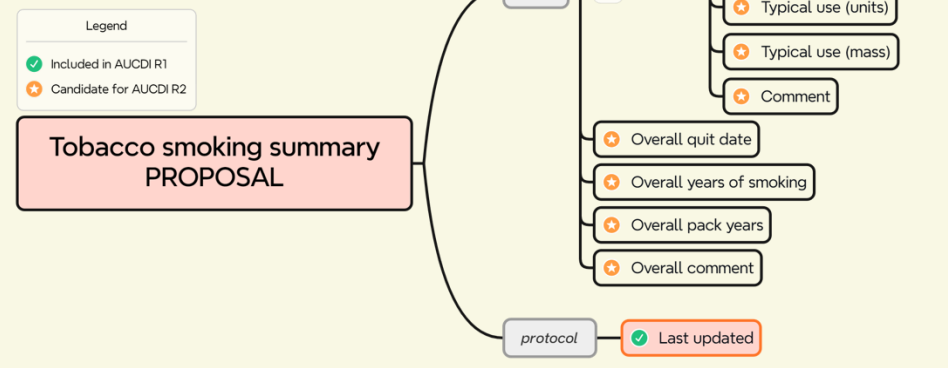 Legend
Included in AUCDI R1
Candidate for AUCDI R2
Tobacco smoking summary
PROPOSAL
Typical use (units)
Typical use (mass)
Comment
Overall quit date
Overall years of smoking
Overall pack years
Overall comment
protocol
Last updated